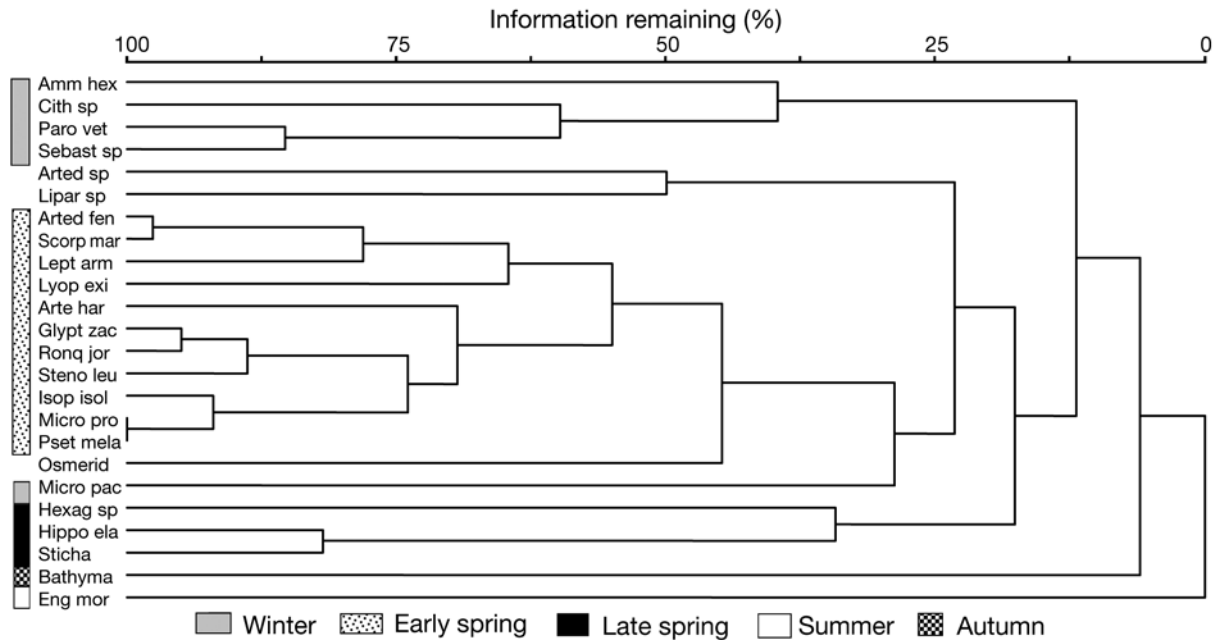 Information remaining (%)
100 75 50 25 0
Amm hex
Cith sp
Paro vet
Sebast sp
Arted sp
Lipar sp
Arted fen
Scorp mar
Lept arm
Lyop exi
Arte har
Glypt zac
Ronq jor
Steno leu
Isop isol
Micro pro
Pset mela
Osmerid
Micro pac
Hexag sp
Hippo ela
Sticha
Bathyma
Eng mor
Winter Early spring Late spring Summer Autumn